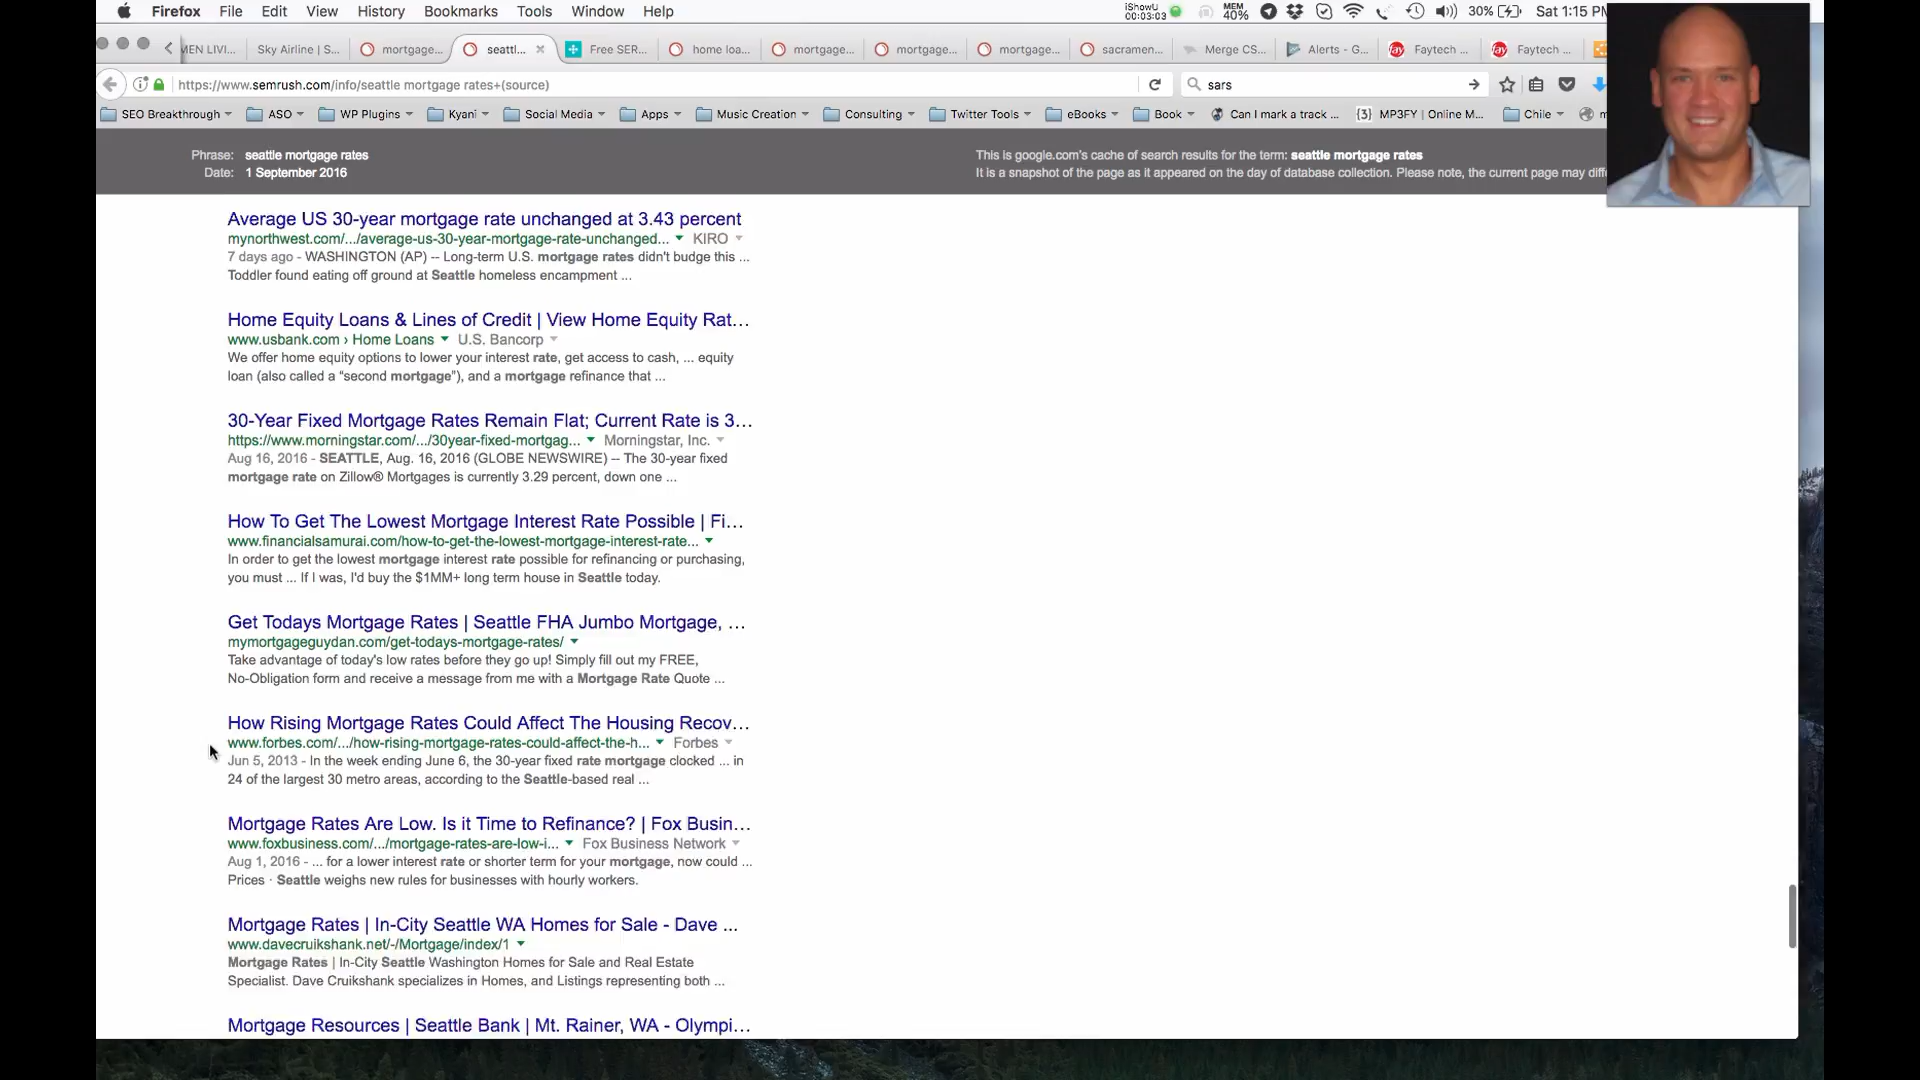 Firefox File Edit View History Bookmarks Tools Window Help iShowU 00:03:03 MEM 40% 30% Sat 1:15 PM
MEN LIVI... Sky Airline | S... mortgage... seattl... Free SER... home loa... mortgage... mortgage... mortgage... sacramen... Merge CS... Alerts - G... Faytech ... Faytech ...
https://www.semrush.com/info/seattle mortgage rates+(source) sars
SEO Breakthrough ASO WP Plugins Kyani Social Media Apps Music Creation Consulting Twitter Tools eBooks Book Can I mark a track ... {3} MP3FY | Online M... Chile
Phrase: seattle mortgage rates
Date: 1 September 2016
This is google.com's cache of search results for the term: seattle mortgage rates
It is a snapshot of the page as it appeared on the day of database collection. Please note, the current page may diff
Average US 30-year mortgage rate unchanged at 3.43 percent
mynorthwest.com/.../average-us-30-year-mortgage-rate-unchanged... KIRO
7 days ago - WASHINGTON (AP) -- Long-term U.S. mortgage rates didn't budge this ...
Toddler found eating off ground at Seattle homeless encampment ...
Home Equity Loans & Lines of Credit | View Home Equity Rat...
www.usbank.com › Home Loans U.S. Bancorp
We offer home equity options to lower your interest rate, get access to cash, ... equity
loan (also called a “second mortgage”), and a mortgage refinance that ...
30-Year Fixed Mortgage Rates Remain Flat; Current Rate is 3...
https://www.morningstar.com/.../30year-fixed-mortgag... Morningstar, Inc.
Aug 16, 2016 - SEATTLE, Aug. 16, 2016 (GLOBE NEWSWIRE) -- The 30-year fixed
mortgage rate on Zillow® Mortgages is currently 3.29 percent, down one ...
How To Get The Lowest Mortgage Interest Rate Possible | Fi...
www.financialsamurai.com/how-to-get-the-lowest-mortgage-interest-rate...
In order to get the lowest mortgage interest rate possible for refinancing or purchasing,
you must ... If I was, I'd buy the $1MM+ long term house in Seattle today.
Get Todays Mortgage Rates | Seattle FHA Jumbo Mortgage, ...
mymortgageguydan.com/get-todays-mortgage-rates/
Take advantage of today's low rates before they go up! Simply fill out my FREE,
No-Obligation form and receive a message from me with a Mortgage Rate Quote ...
How Rising Mortgage Rates Could Affect The Housing Recov...
www.forbes.com/.../how-rising-mortgage-rates-could-affect-the-h... Forbes
Jun 5, 2013 - In the week ending June 6, the 30-year fixed rate mortgage clocked ... in
24 of the largest 30 metro areas, according to the Seattle-based real ...
Mortgage Rates Are Low. Is it Time to Refinance? | Fox Busin...
www.foxbusiness.com/.../mortgage-rates-are-low-i... Fox Business Network
Aug 1, 2016 - ... for a lower interest rate or shorter term for your mortgage, now could ...
Prices · Seattle weighs new rules for businesses with hourly workers.
Mortgage Rates | In-City Seattle WA Homes for Sale - Dave ...
www.davecruikshank.net/-/Mortgage/index/1
Mortgage Rates | In-City Seattle Washington Homes for Sale and Real Estate
Specialist. Dave Cruikshank specializes in Homes, and Listings representing both ...
Mortgage Resources | Seattle Bank | Mt. Rainer, WA - Olympi...